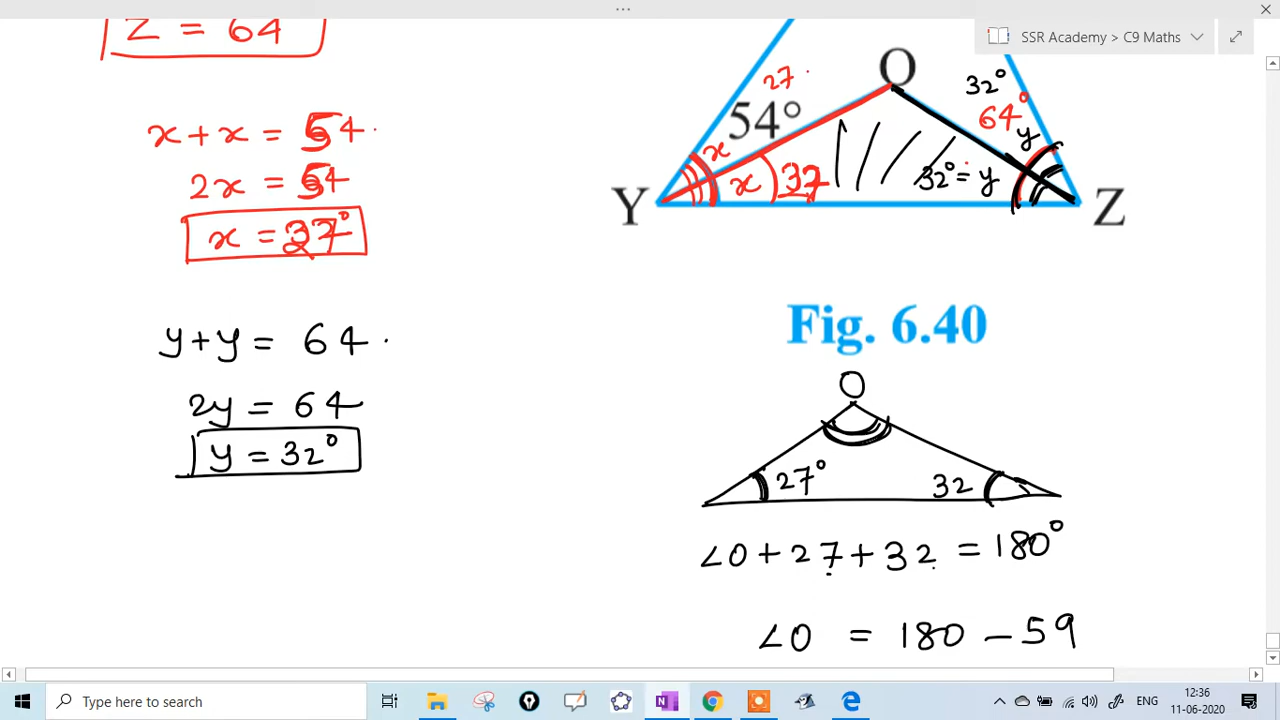 SSR Academy > C9 Maths
Z = 64
x + x = 54
2x = 54
x = 27°
y + y = 64
2y = 64
y = 32°
O
27
54°
x
x
27
32°
64°
y
32° = y
Y
Z
Fig. 6.40
O
27°
32
∠O + 27 + 32 = 180°
∠O = 180 − 59
Type here to search
ENG
12:36
11-06-2020